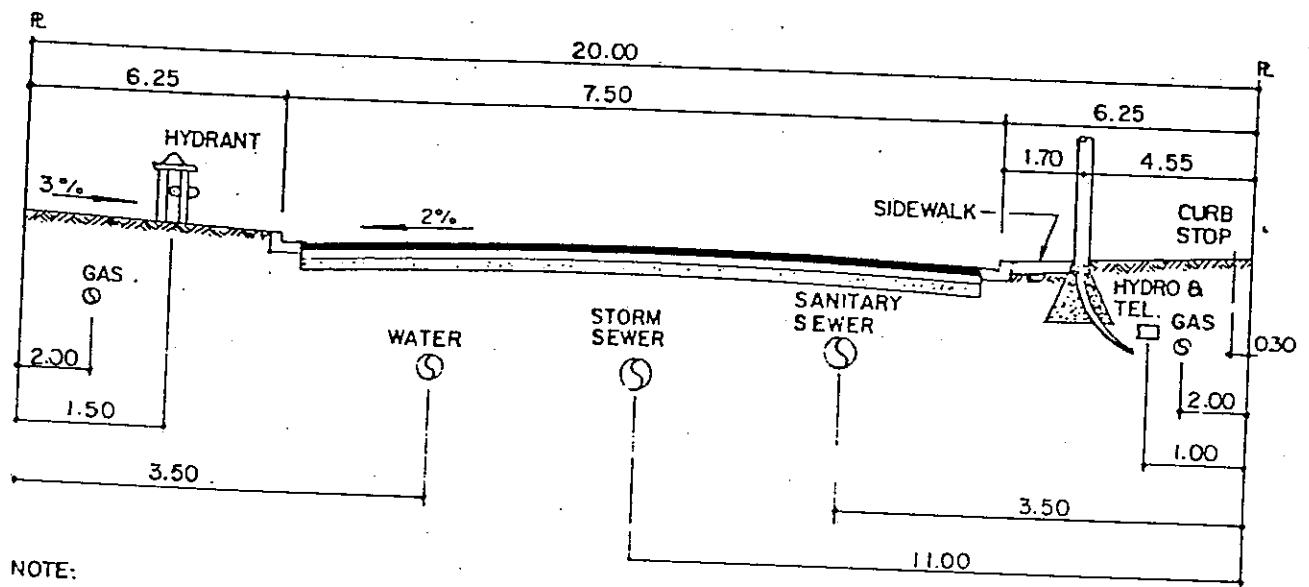 PL
PL
20.00
6.25
7.50
6.25
HYDRANT
1.70
4.55
3%
2%
SIDEWALK
CURB
STOP
GAS
HYDRO &
TEL.
GAS
WATER
STORM
SEWER
SANITARY
SEWER
0.30
2.00
2.00
1.50
1.00
3.50
3.50
11.00
NOTE: